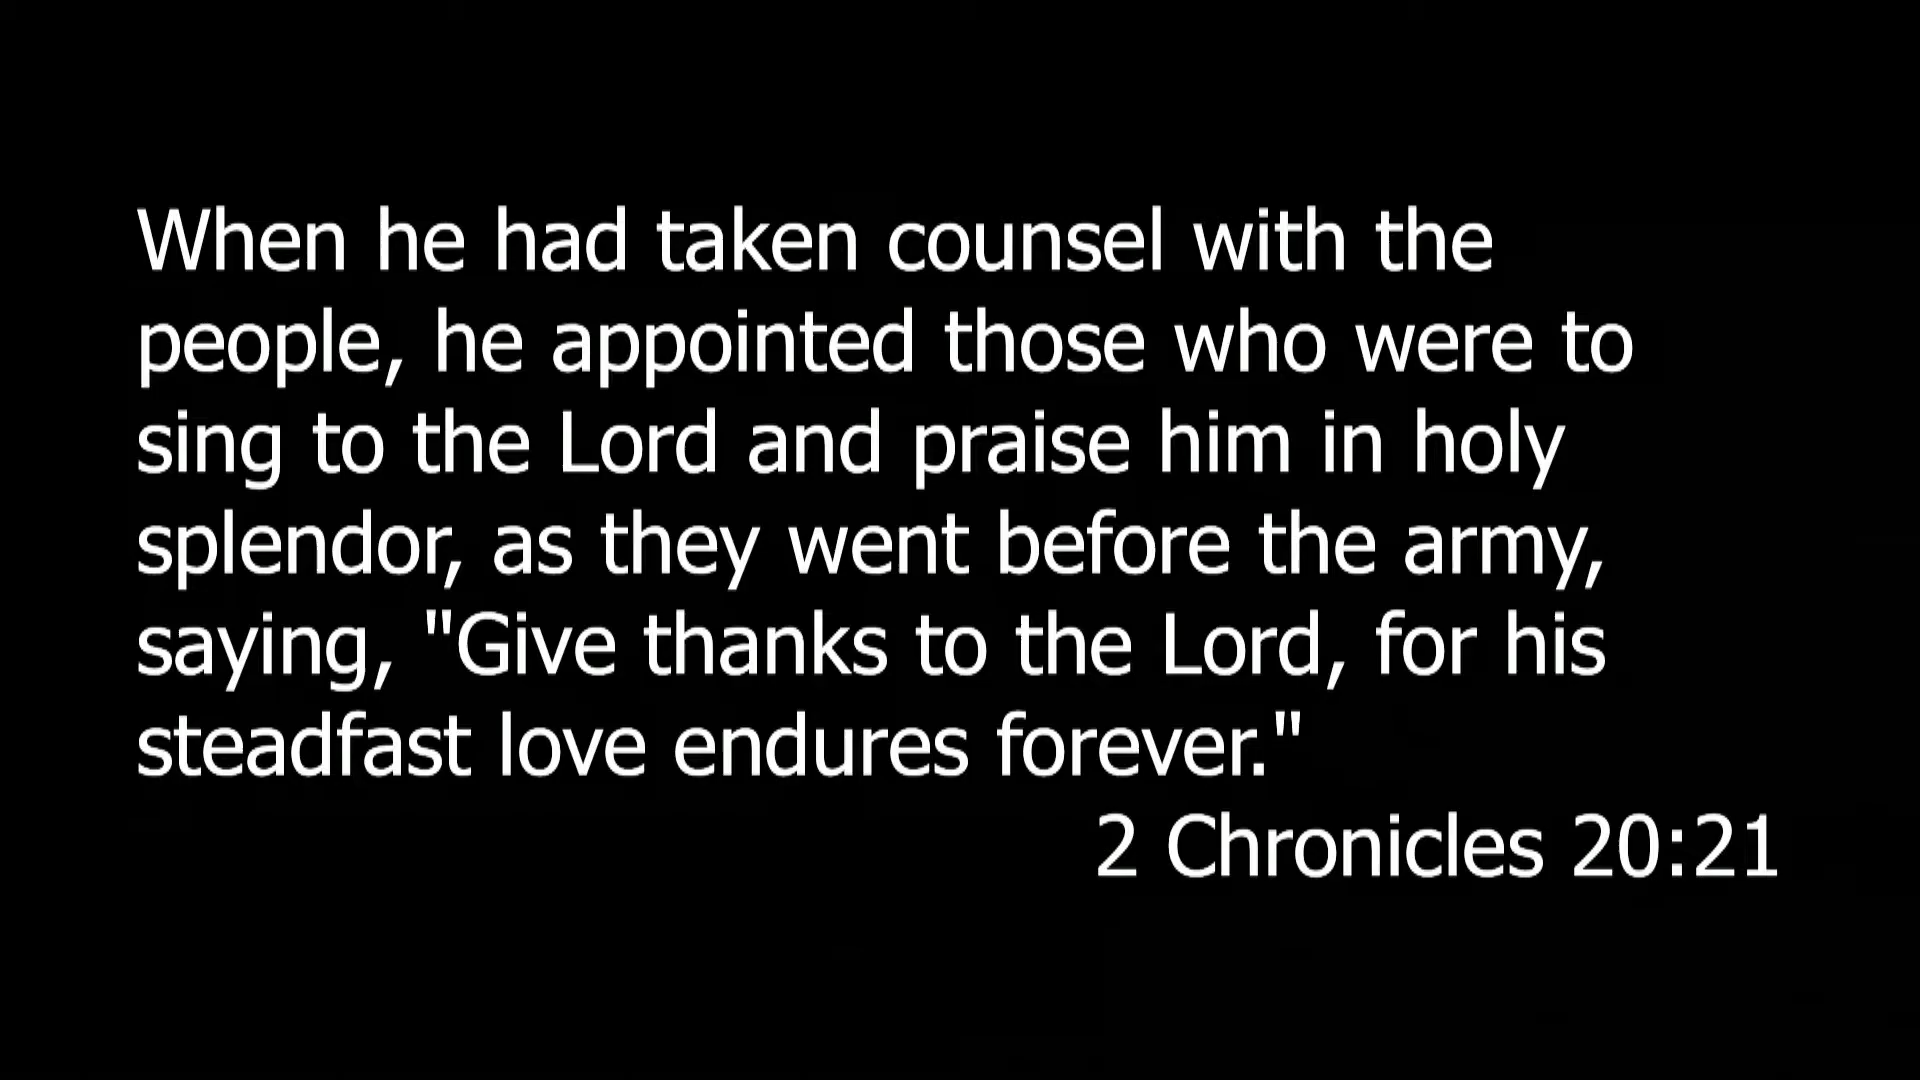 When he had taken counsel with the
people, he appointed those who were to
sing to the Lord and praise him in holy
splendor, as they went before the army,
saying, "Give thanks to the Lord, for his
steadfast love endures forever."
2 Chronicles 20:21